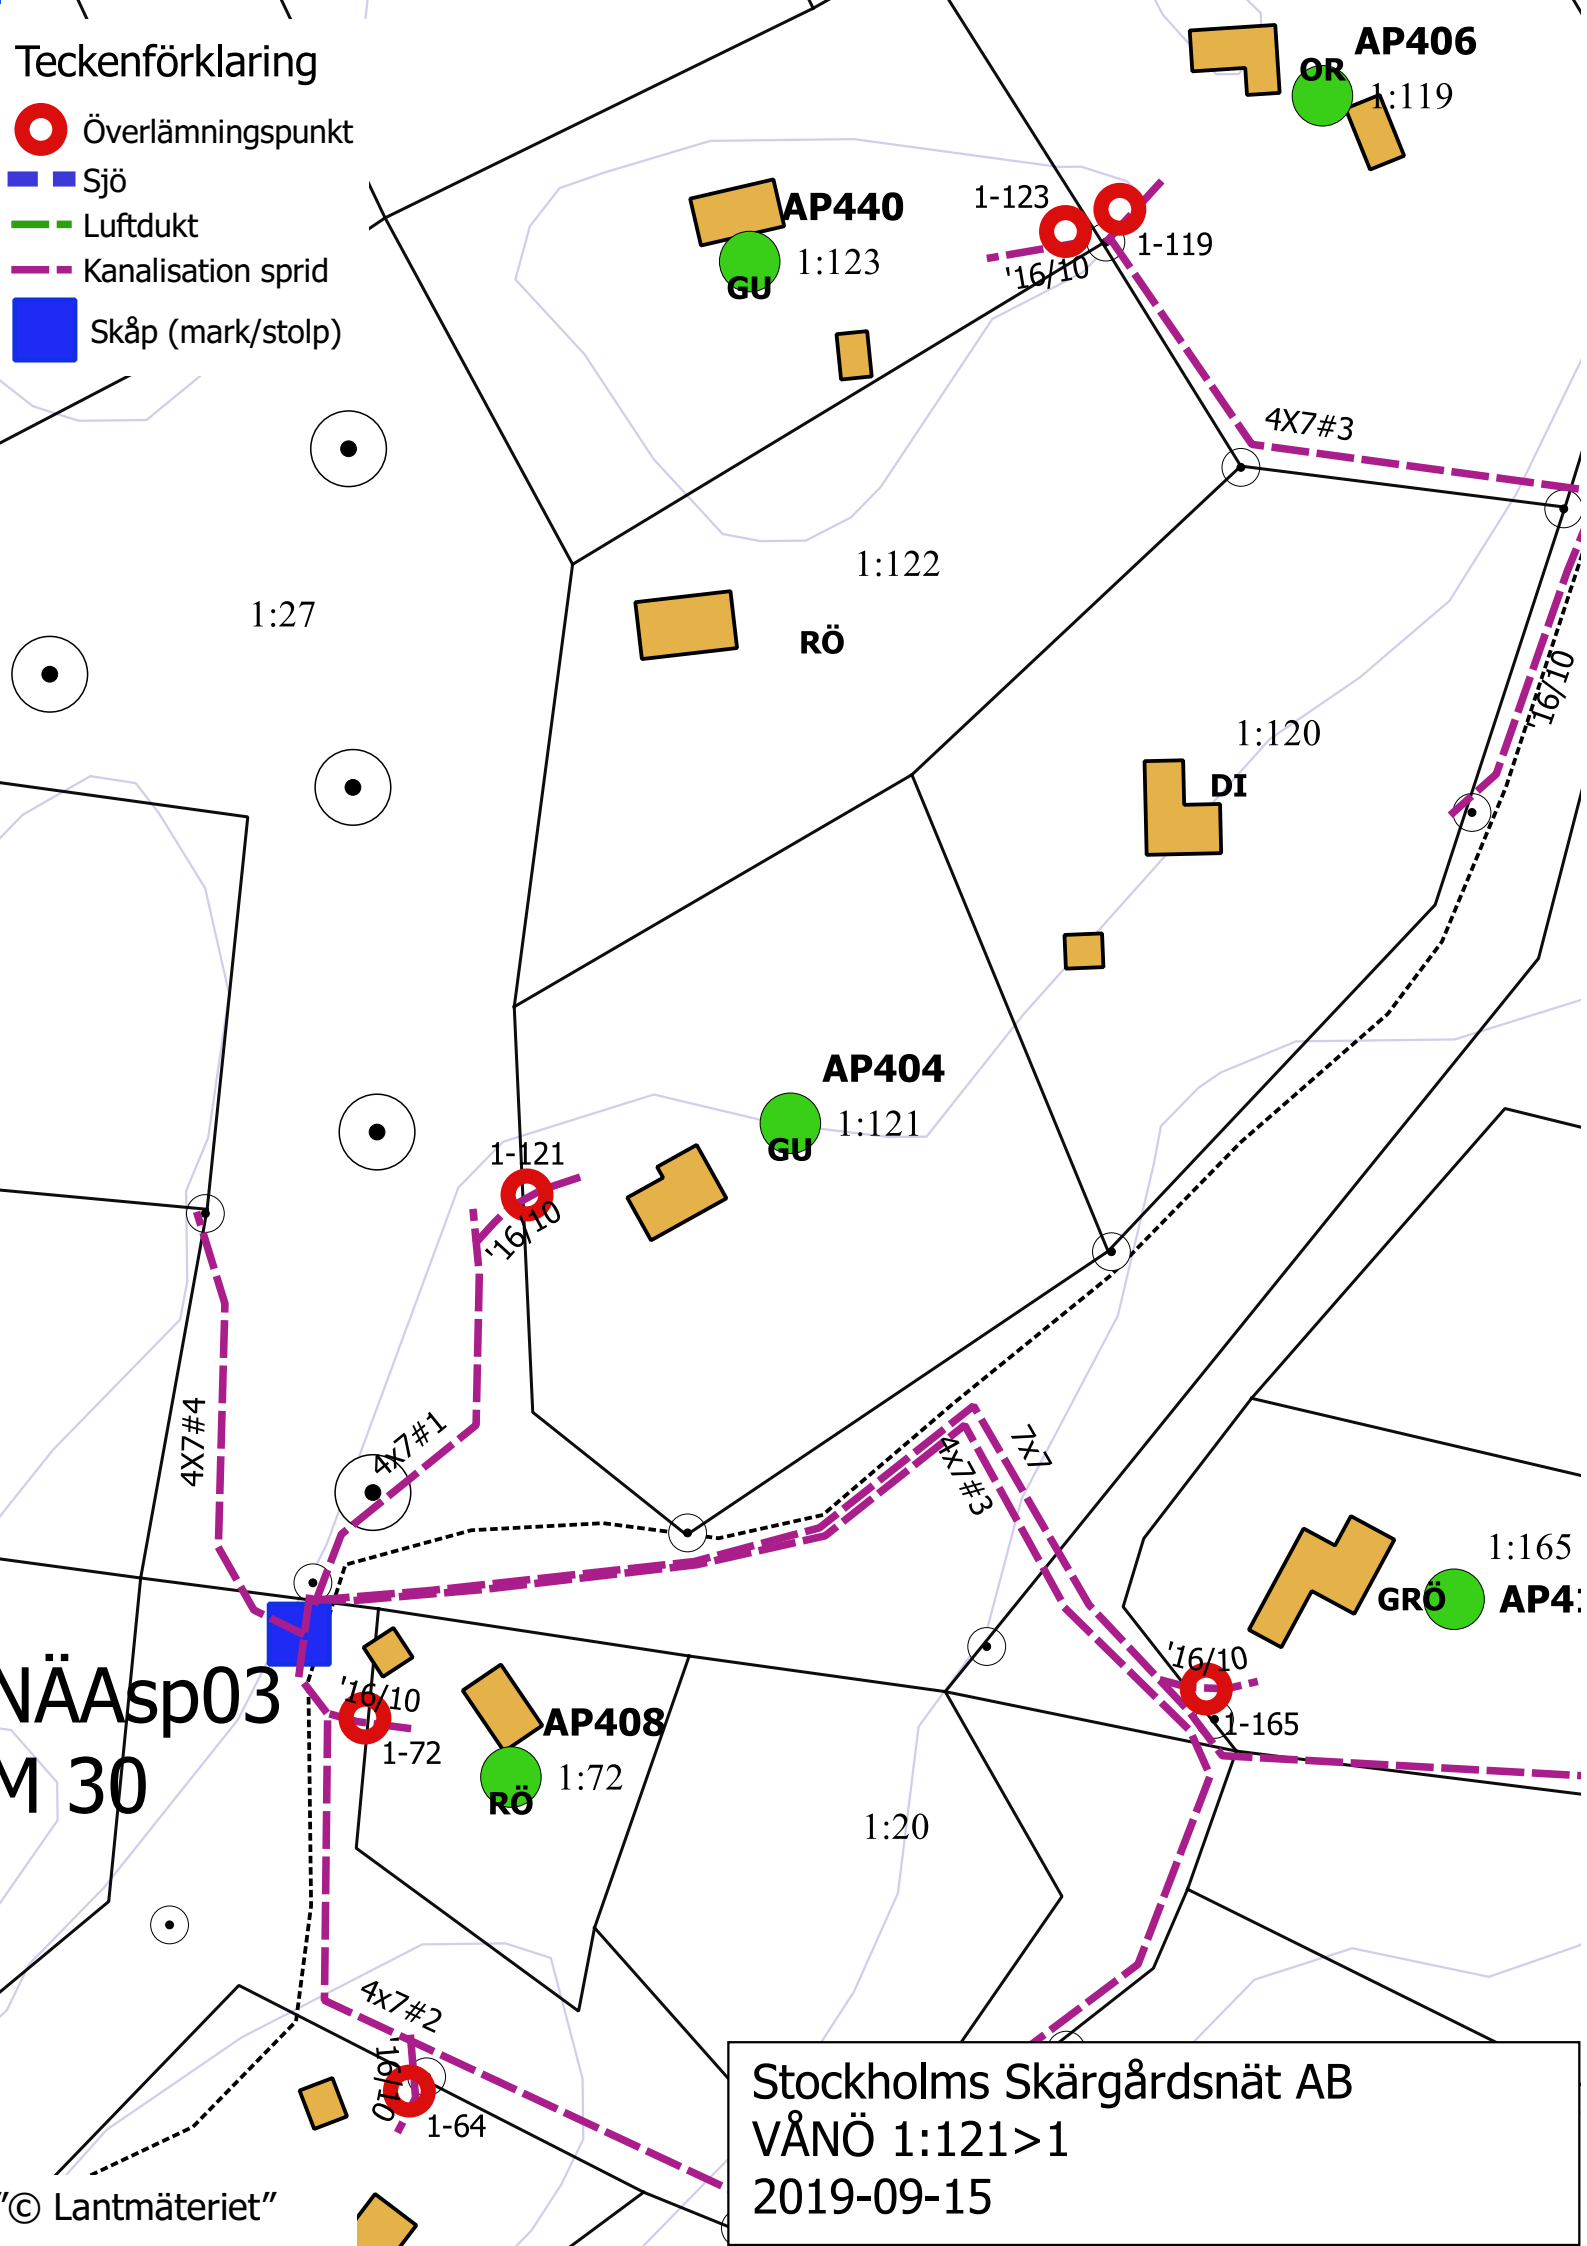 Teckenförklaring
Överlämningspunkt
Sjö
Luftdukt
Kanalisation sprid
Skåp (mark/stolp)
AP406
OR
1:119
AP440
1:123
GU
1-123
1-119
'16/10
4X7#3
1:122
1:27
RÖ
'16/10
1:120
DI
AP404
1:121
GU
1-121
'16/10
4X7#4
4x7#1
7x7
4x7#3
1:165
GRÖ
'16/10
1-165
NÄAsp03
M 30
'16/10
1-72
AP408
1:72
RÖ
1:20
4x7#2
'16/10
1-64
"© Lantmäteriet"
Stockholms Skärgårdsnät AB
VÅNÖ 1:121>1
2019-09-15